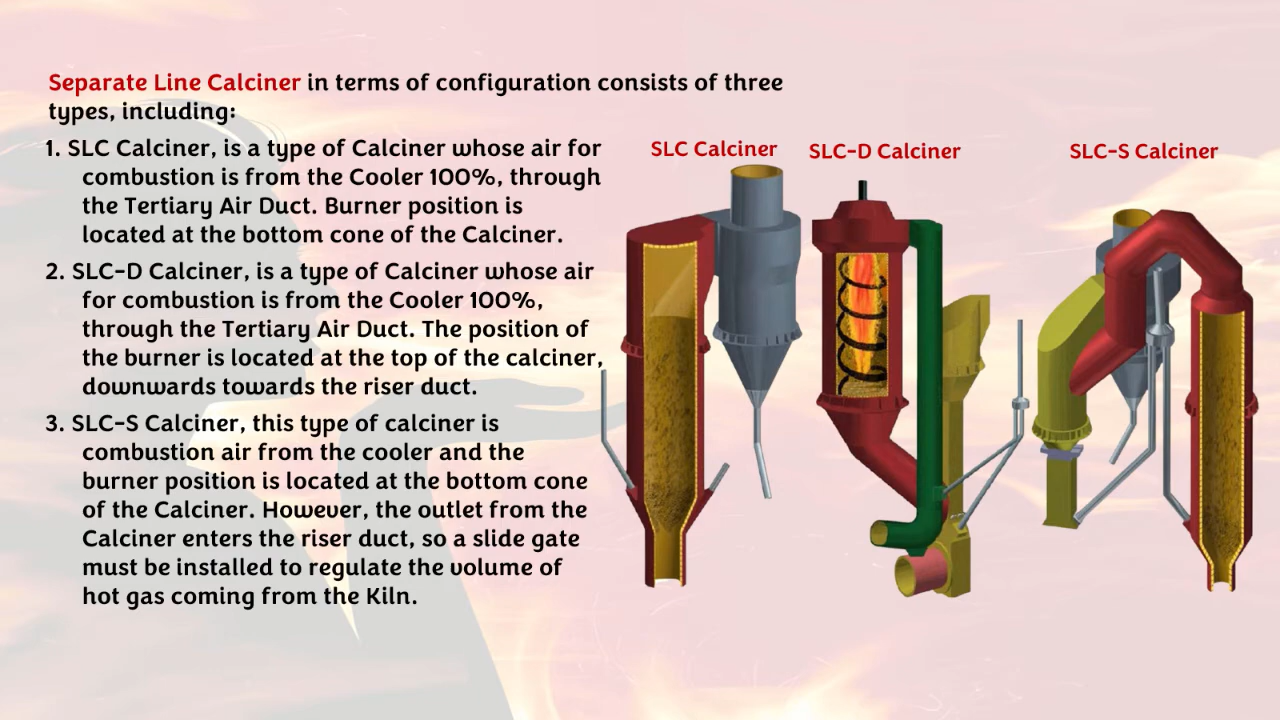 Separate Line Calciner in terms of configuration consists of three
types, including:
1. SLC Calciner, is a type of Calciner whose air for
combustion is from the Cooler 100%, through
the Tertiary Air Duct. Burner position is
located at the bottom cone of the Calciner.
2. SLC-D Calciner, is a type of Calciner whose air
for combustion is from the Cooler 100%,
through the Tertiary Air Duct. The position of
the burner is located at the top of the calciner,
downwards towards the riser duct.
3. SLC-S Calciner, this type of calciner is
combustion air from the cooler and the
burner position is located at the bottom cone
of the Calciner. However, the outlet from the
Calciner enters the riser duct, so a slide gate
must be installed to regulate the volume of
hot gas coming from the Kiln.
SLC Calciner
SLC-D Calciner
SLC-S Calciner